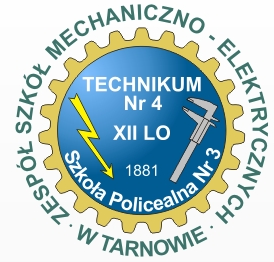 ZESPÓŁ SZKÓŁ MECHANICZNO - ELEKTRYCZNYCH
· W TARNOWIE ·
TECHNIKUM
Nr 4
XII LO
1881
Szkoła Policealna Nr 3